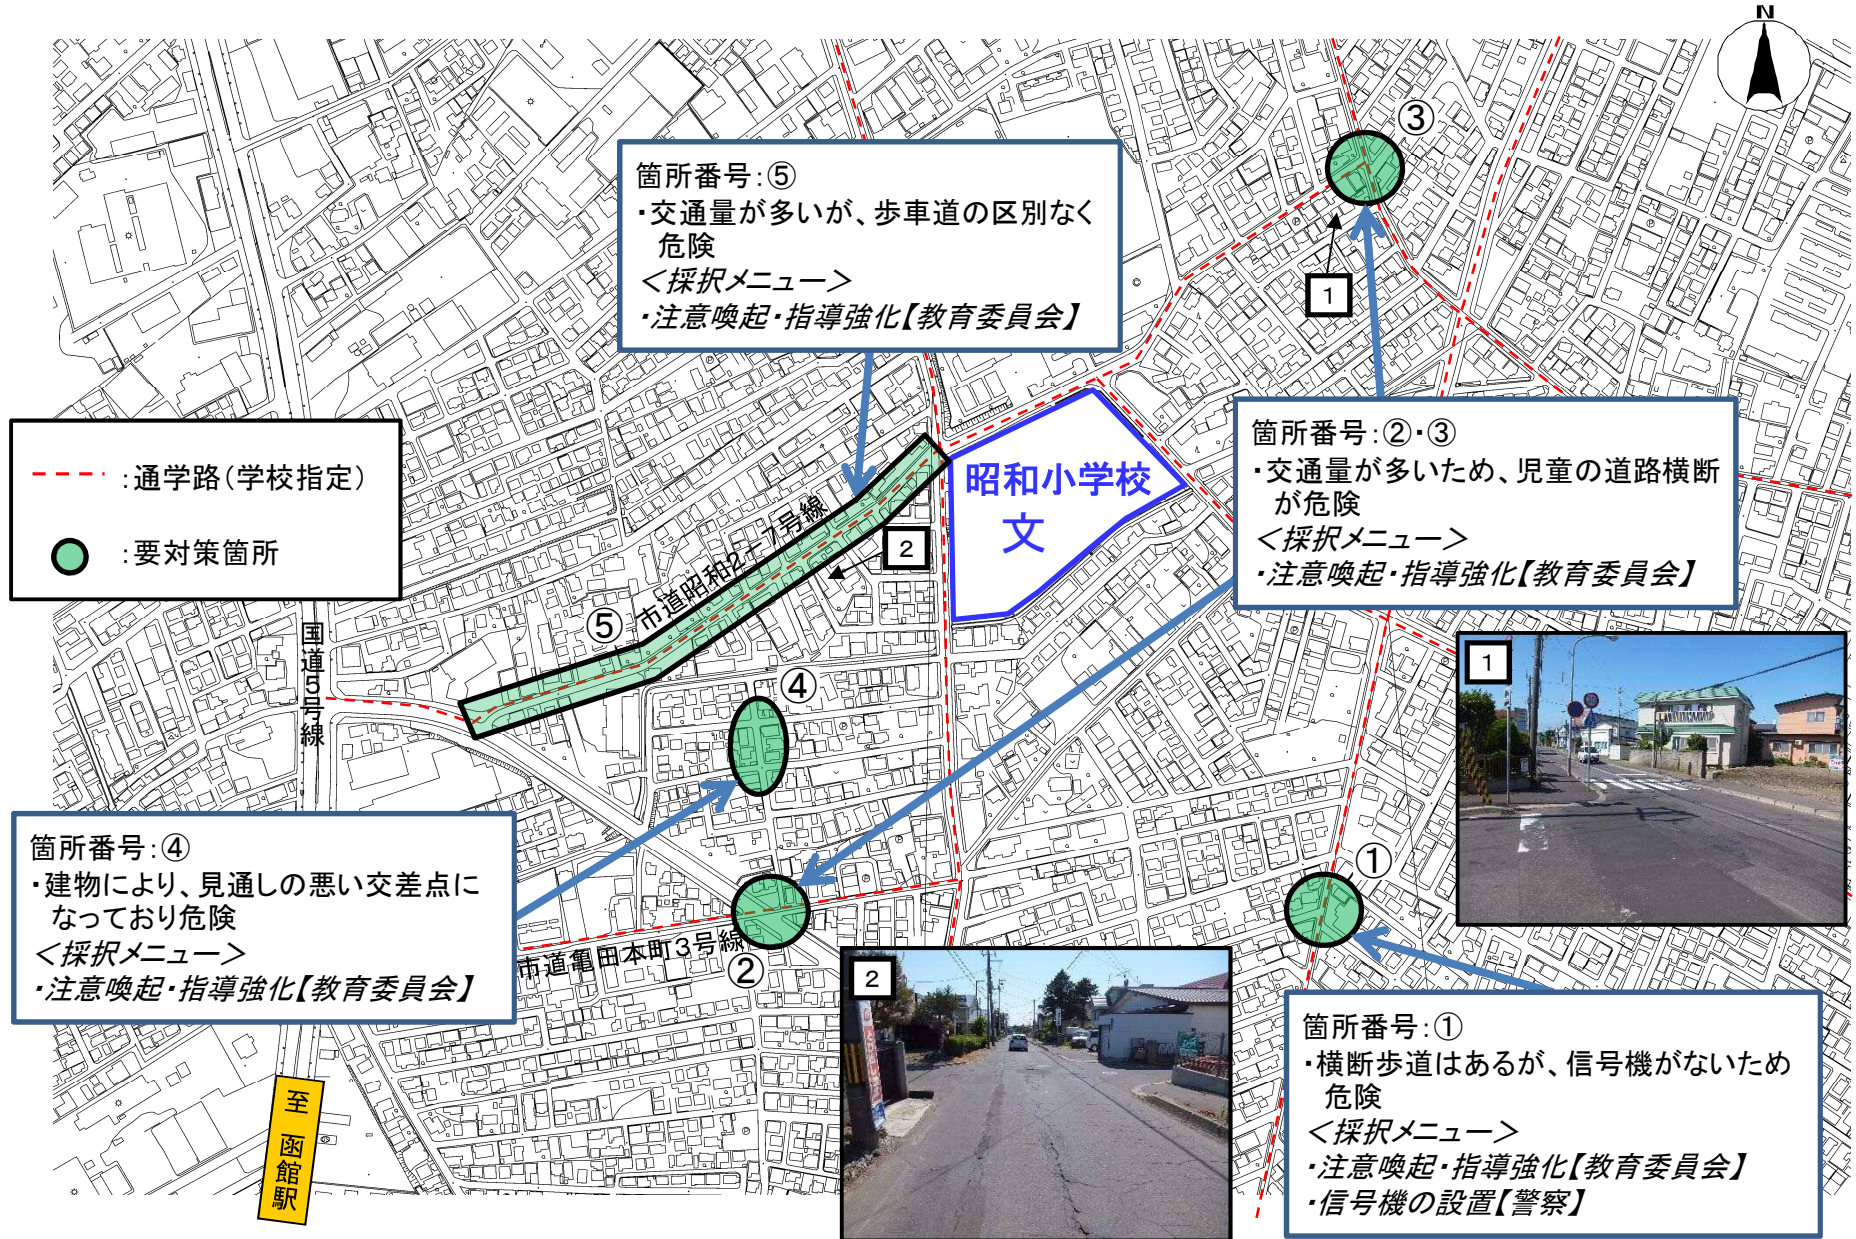 N
③
箇所番号:⑤
・交通量が多いが、歩車道の区別なく
危険
＜採択メニュー＞
・注意喚起・指導強化【教育委員会】
1
箇所番号:②・③
・交通量が多いため、児童の道路横断
が危険
＜採択メニュー＞
・注意喚起・指導強化【教育委員会】
:通学路(学校指定)
:要対策箇所
昭和小学校
文
市道昭和2－7号線
2
⑤
国道5号線
④
1
箇所番号:④
・建物により、見通しの悪い交差点に
なっており危険
＜採択メニュー＞
・注意喚起・指導強化【教育委員会】
①
市道亀田本町3号線
②
2
箇所番号:①
・横断歩道はあるが、信号機がないため
危険
＜採択メニュー＞
・注意喚起・指導強化【教育委員会】
・信号機の設置【警察】
至 函館駅